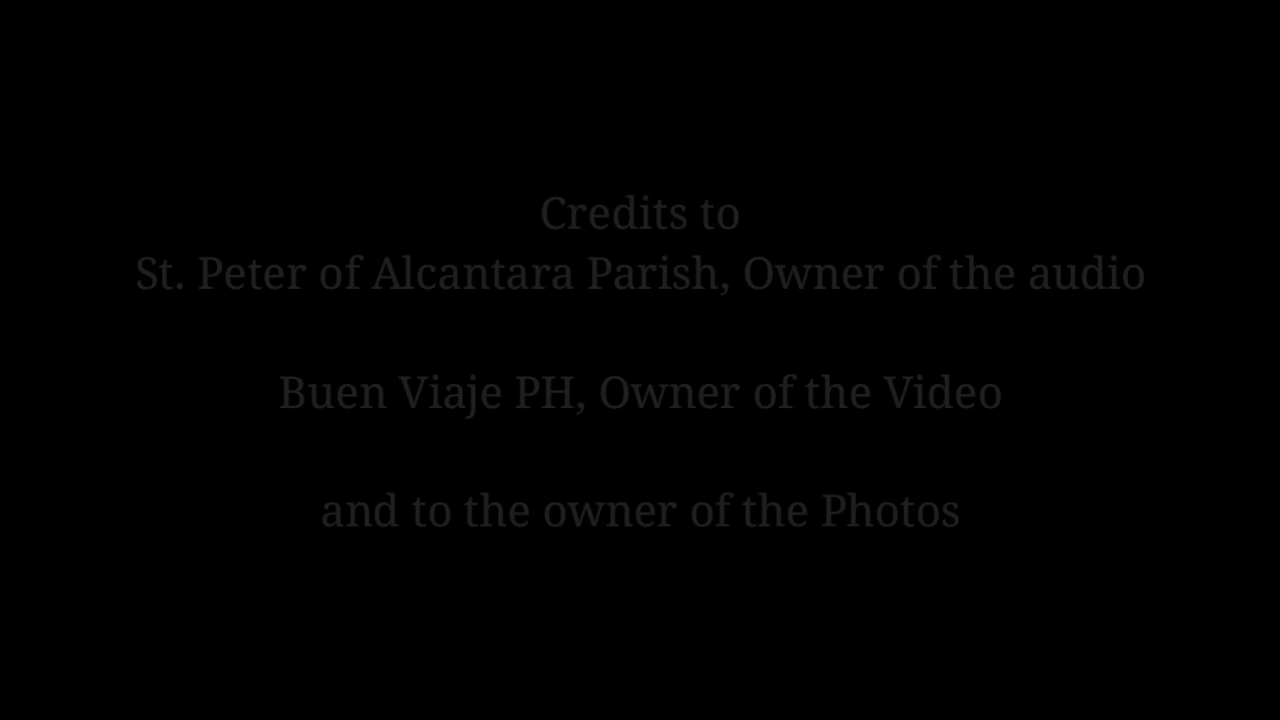 Credits to
St. Peter of Alcantara Parish, Owner of the audio
Buen Viaje PH, Owner of the Video
and to the owner of the Photos